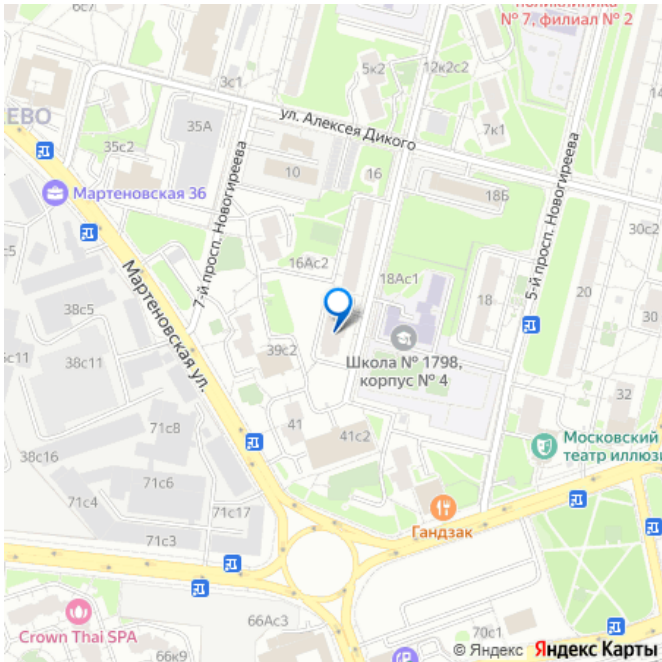 6с7
поликлиника
№ 7, филиал № 2
3с1
5к2
12к2с2
ул. Алексея Дикого
ЕВО
35А
7к1
35с2
10
16
18Б
Мартеновская 36
7-й просп. Новогиреева
5-й просп. Новогиреева
30с2
16Ас2
18Ас1
38с5
Мартеновская ул.
18
20
30
с11
38с11
39с2
Школа № 1798,
корпус № 4
32
71с8
41
41с2
Московский
театр иллюзи
38с16
71с6
71с4
71с17
Гандзак
71с3
66Ас3
Crown Thai SPA
66к9
70с1
© Яндекс Яндекс Карты